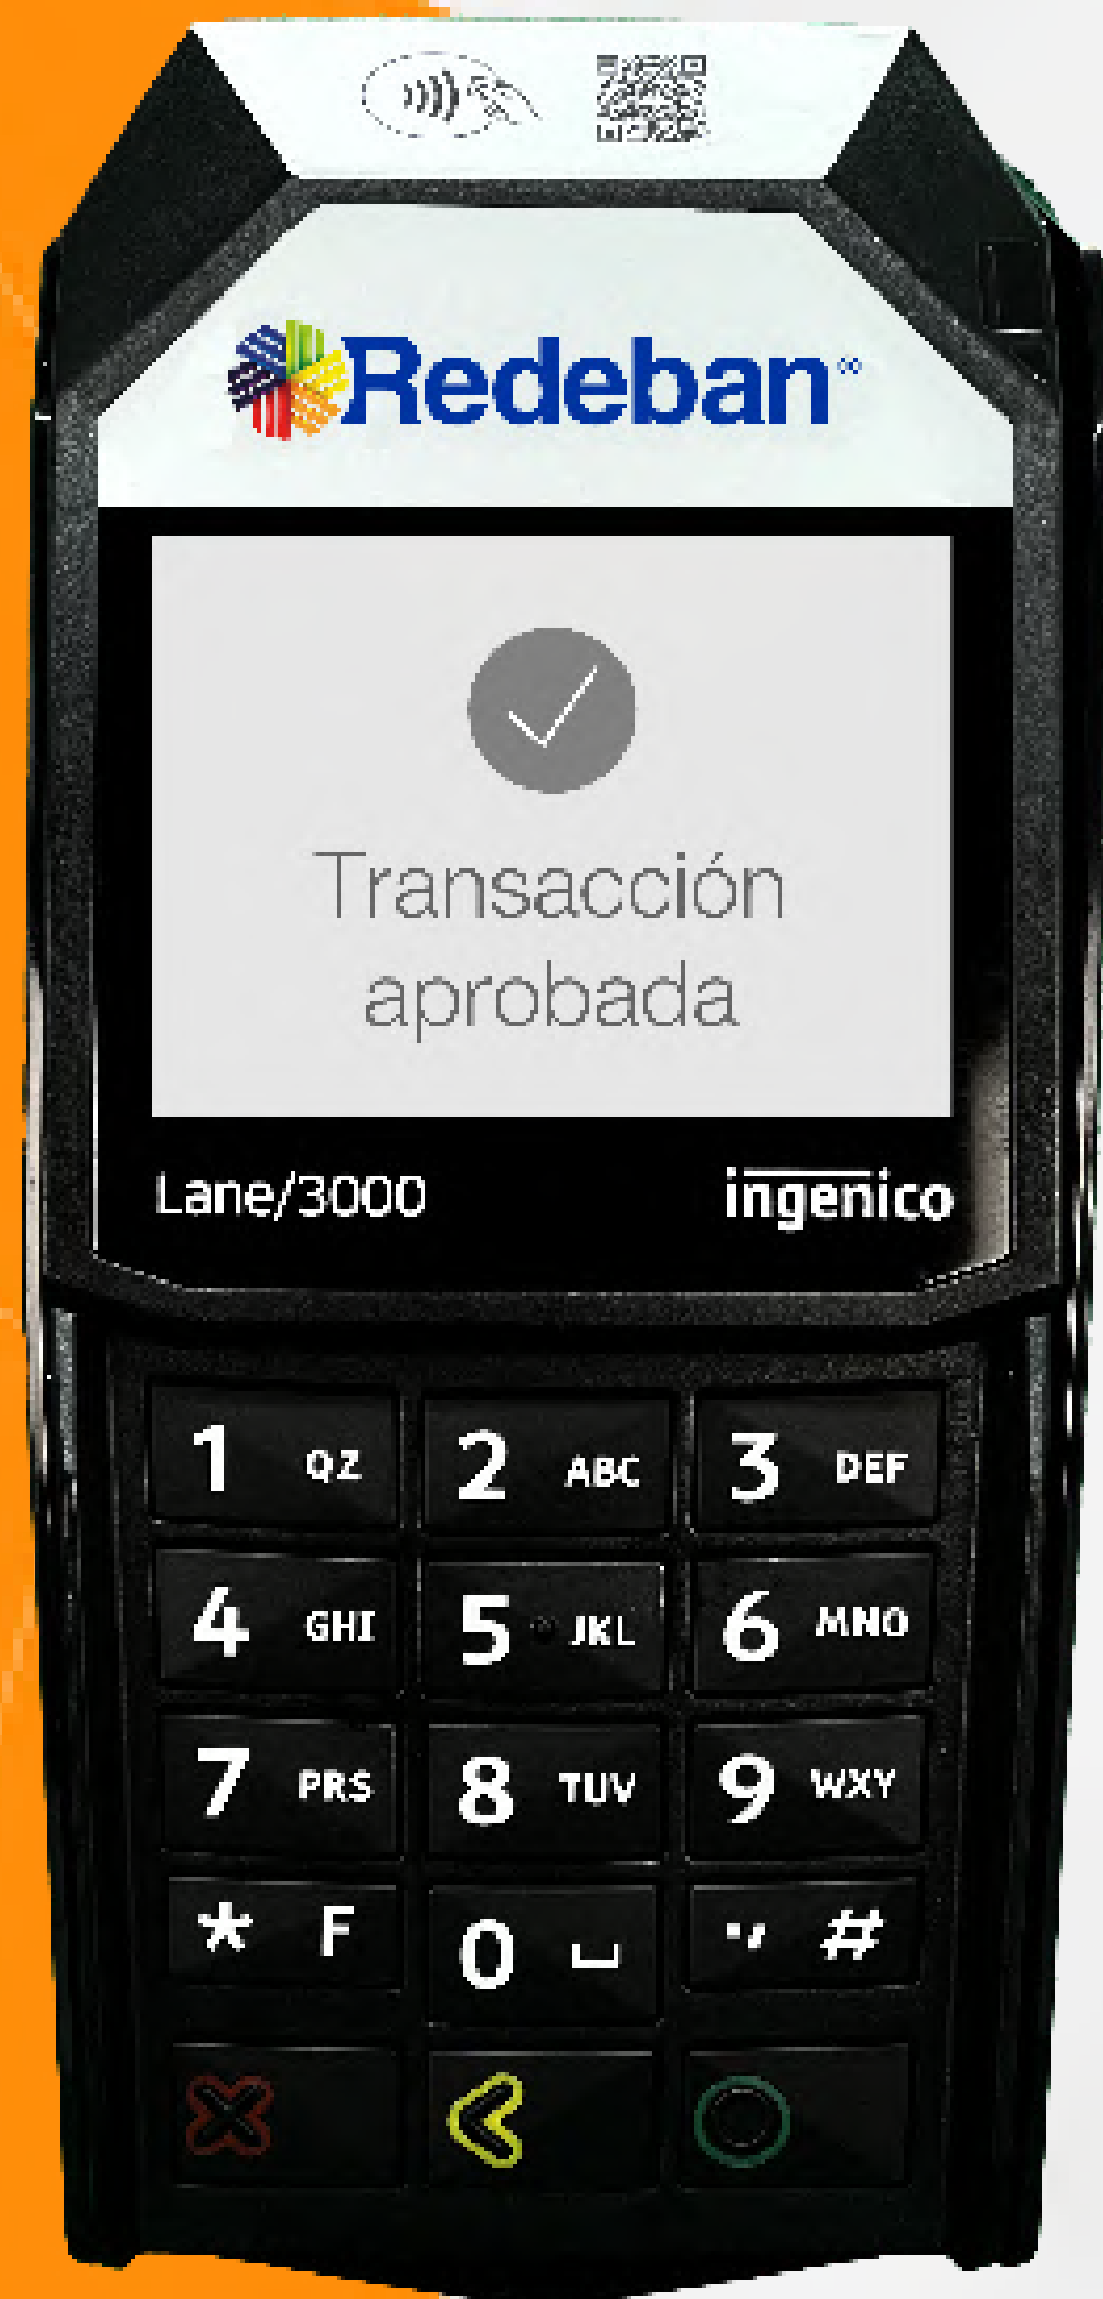 Redeban
Transacción
aprobada
Lane/3000
ingenico
1 QZ
2 ABC
3 DEF
4 GHI
5 JKL
6 MNO
7 PRS
8 TUV
9 WXY
* F
0 ⎵
., #